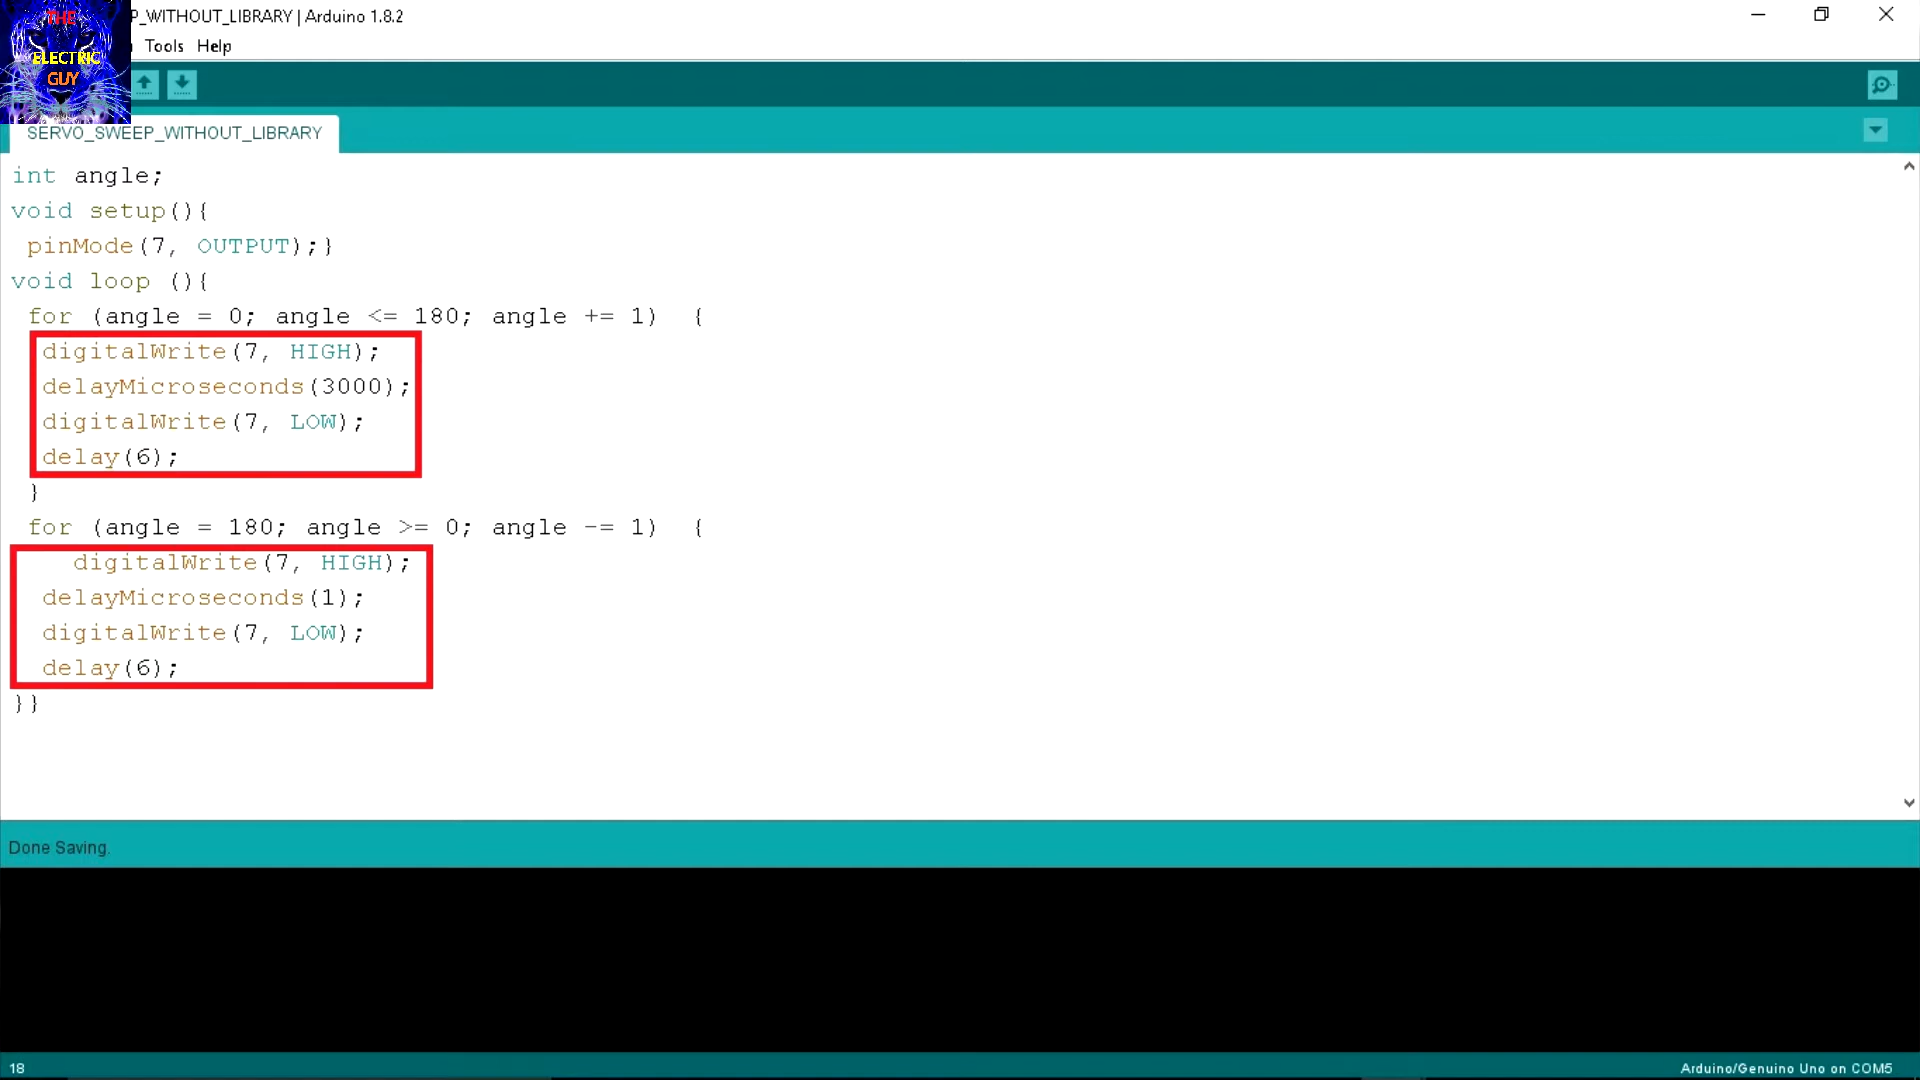 THE
ELECTRIC
GUY
P_WITHOUT_LIBRARY | Arduino 1.8.2
Tools Help
SERVO_SWEEP_WITHOUT_LIBRARY
int angle;
void setup(){
pinMode(7, OUTPUT);}
void loop (){
for (angle = 0; angle <= 180; angle += 1) {
digitalWrite(7, HIGH);
delayMicroseconds(3000);
digitalWrite(7, LOW);
delay(6);
}
for (angle = 180; angle >= 0; angle -= 1) {
digitalWrite(7, HIGH);
delayMicroseconds(1);
digitalWrite(7, LOW);
delay(6);
}}
Done Saving.
18
Arduino/Genuino Uno on COM5